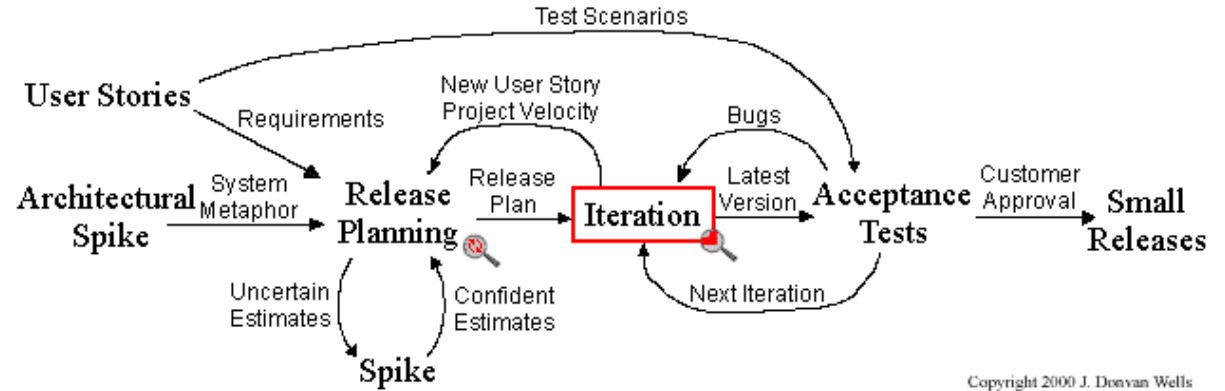 Test Scenarios
User Stories
New User Story
Project Velocity
Bugs
Requirements
Architectural
Spike
System
Metaphor
Release
Planning
Release
Plan
Iteration
Latest
Version
Acceptance
Tests
Customer
Approval
Small
Releases
Uncertain
Estimates
Confident
Estimates
Next Iteration
Spike
Copyright 2000 J. Donvan Wells